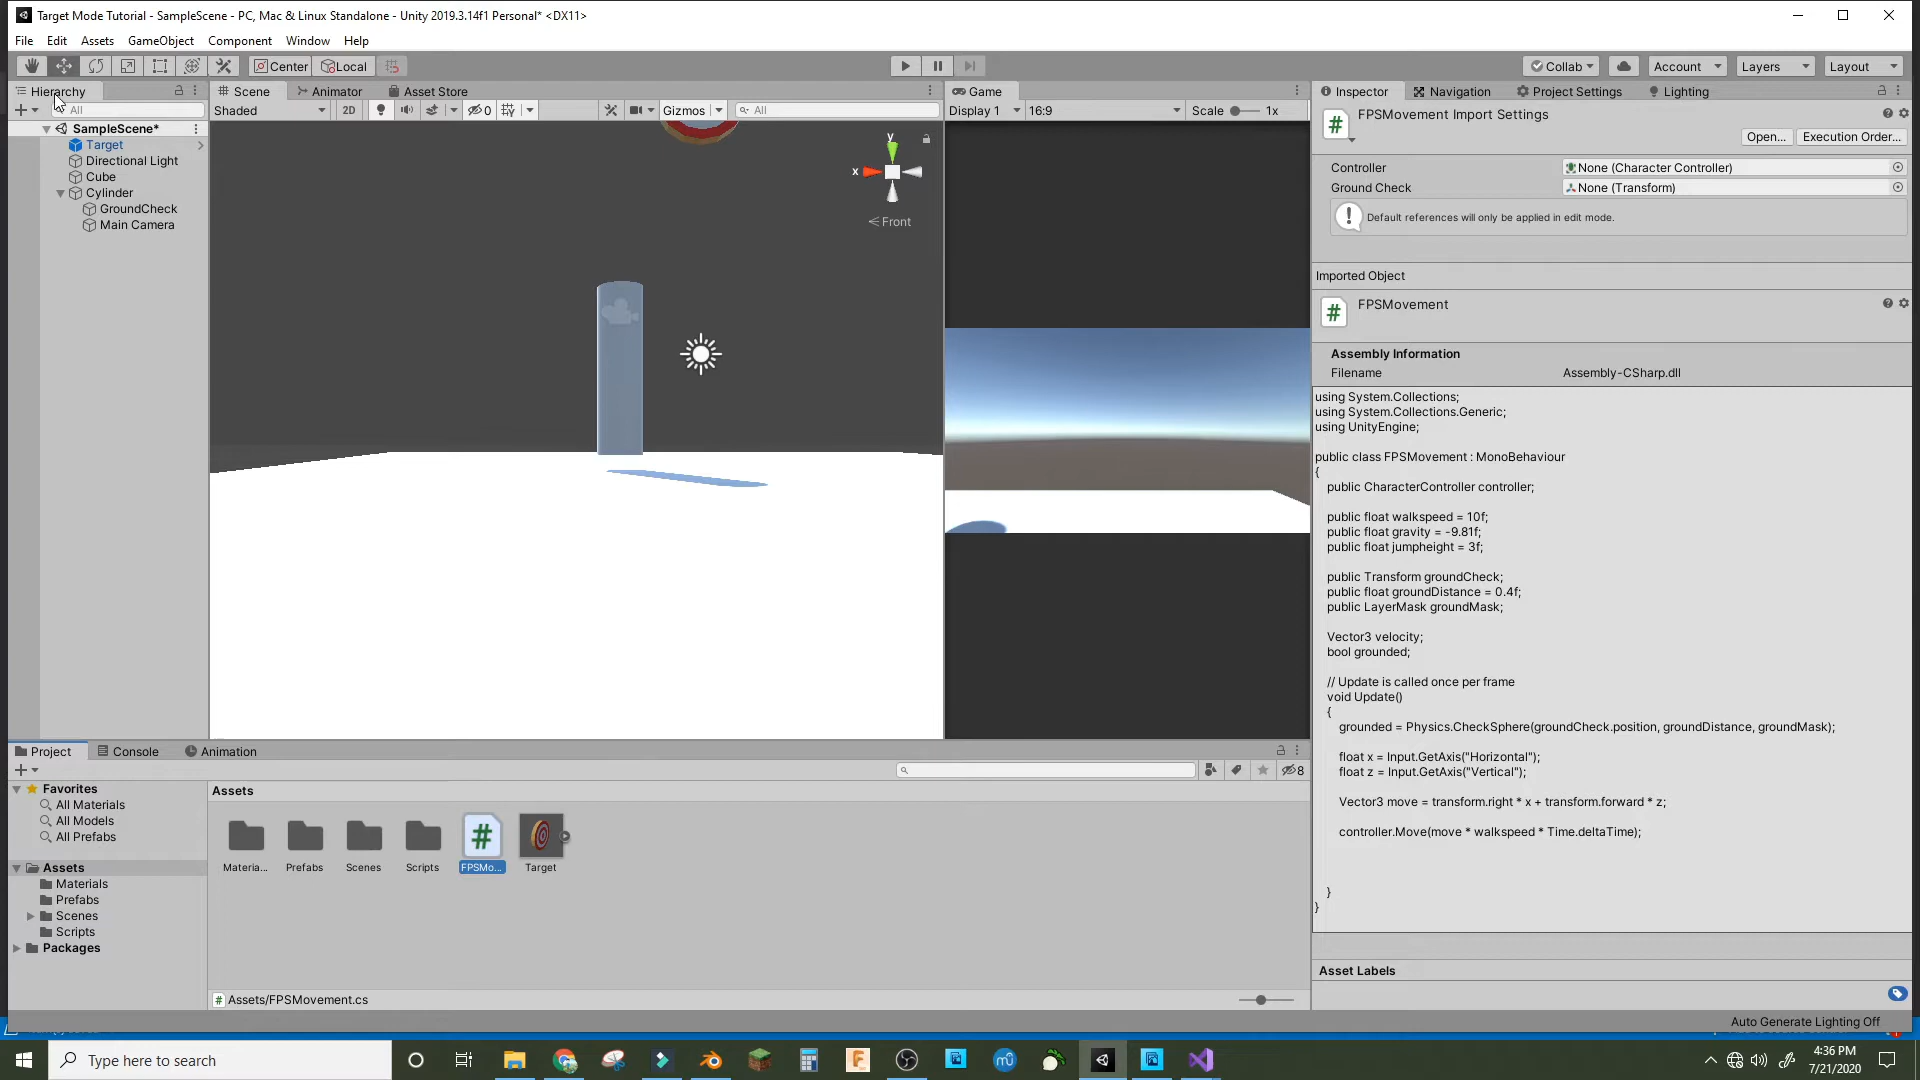 Target Mode Tutorial - SampleScene - PC, Mac & Linux Standalone - Unity 2019.3.14f1 Personal* <DX11>
File Edit Assets GameObject Component Window Help
Center Local Collab Account Layers Layout
Hierarchy Scene Animator Asset Store Game Inspector Navigation Project Settings Lighting
All Shaded 2D 0 Gizmos All Display 1 16:9 Scale 1x
SampleScene*
Target
Directional Light
Cube
Cylinder
GroundCheck
Main Camera
y
x
Front
FPSMovement Import Settings
Open... Execution Order...
Controller None (Character Controller)
Ground Check None (Transform)
Default references will only be applied in edit mode.
Imported Object
FPSMovement
Assembly Information
Filename Assembly-CSharp.dll
using System.Collections;
using System.Collections.Generic;
using UnityEngine;
public class FPSMovement : MonoBehaviour
{
public CharacterController controller;
public float walkspeed = 10f;
public float gravity = -9.81f;
public float jumpheight = 3f;
public Transform groundCheck;
public float groundDistance = 0.4f;
public LayerMask groundMask;
Vector3 velocity;
bool grounded;
// Update is called once per frame
void Update()
{
grounded = Physics.CheckSphere(groundCheck.position, groundDistance, groundMask);
float x = Input.GetAxis("Horizontal");
float z = Input.GetAxis("Vertical");
Vector3 move = transform.right * x + transform.forward * z;
controller.Move(move * walkspeed * Time.deltaTime);
}
}
Asset Labels
Project Console Animation
8
Favorites
All Materials
All Models
All Prefabs
Assets
Materials
Prefabs
Scenes
Scripts
Packages
Assets
Materia... Prefabs Scenes Scripts FPSMo... Target
Assets/FPSMovement.cs
Auto Generate Lighting Off
Type here to search
4:36 PM
7/21/2020